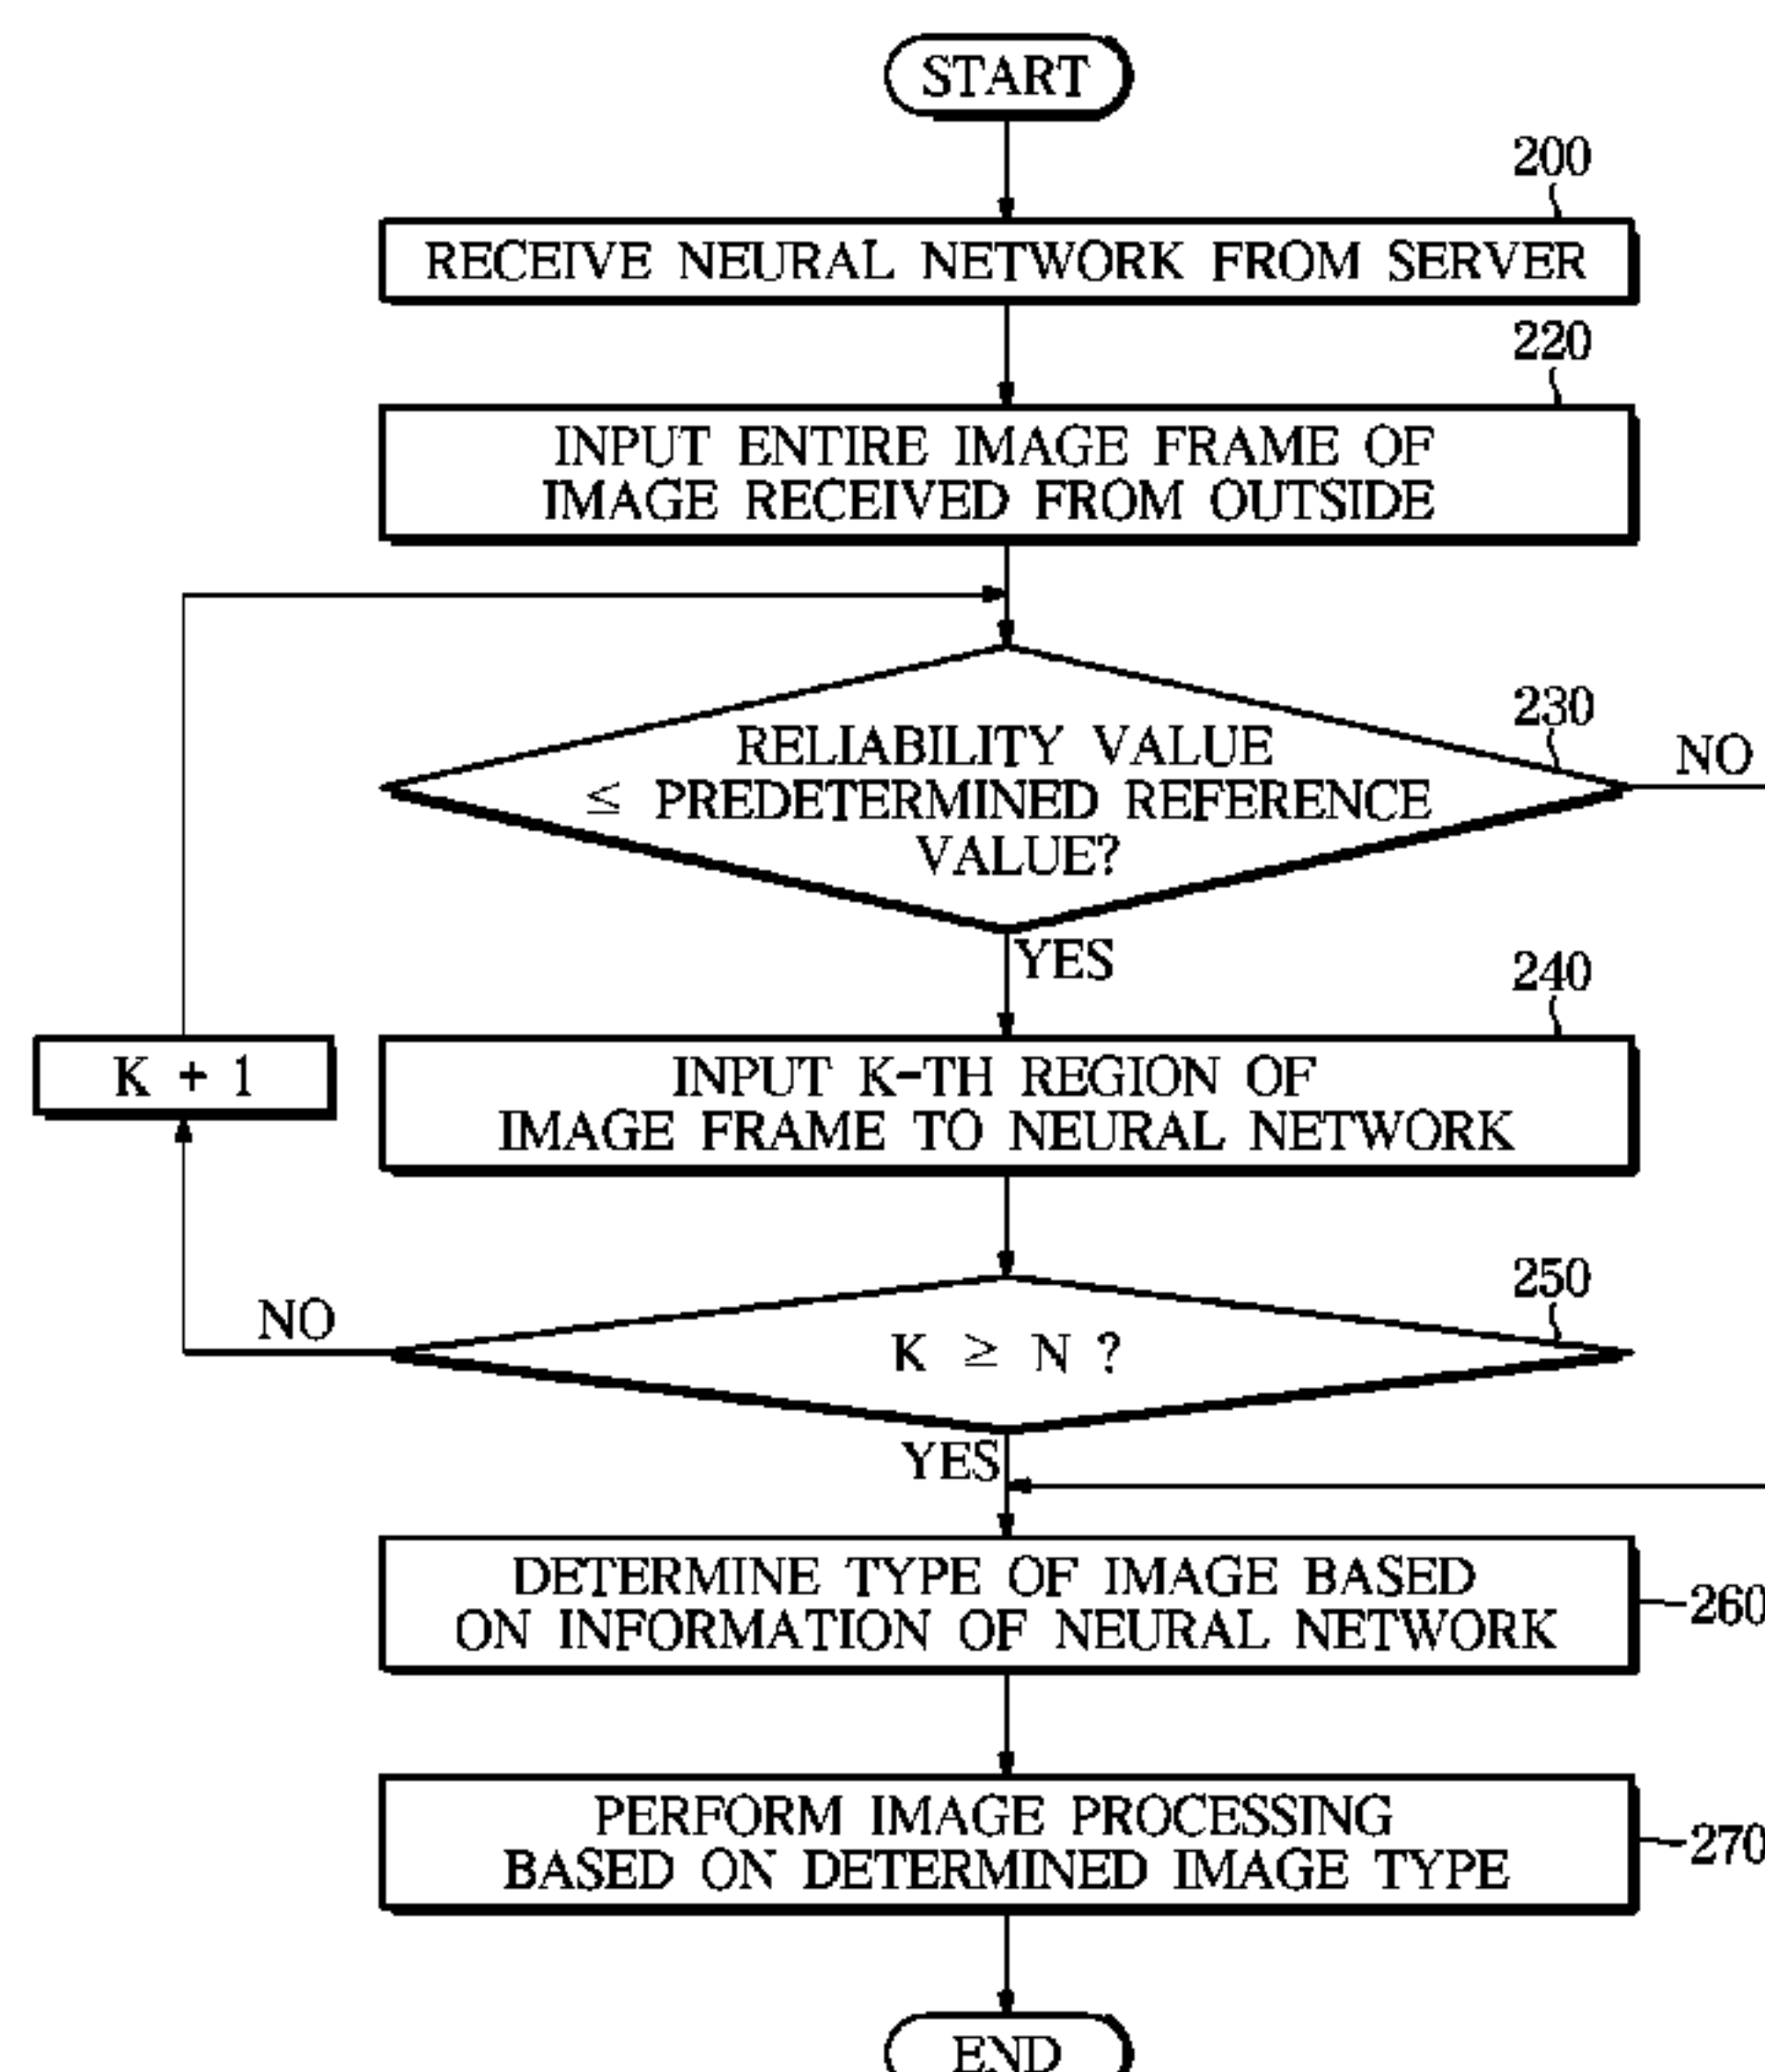 START
200
RECEIVE NEURAL NETWORK FROM SERVER
220
INPUT ENTIRE IMAGE FRAME OF
IMAGE RECEIVED FROM OUTSIDE
230
RELIABILITY VALUE
≤ PREDETERMINED REFERENCE
VALUE?
NO
YES
240
K + 1
INPUT K-TH REGION OF
IMAGE FRAME TO NEURAL NETWORK
250
NO
K ≥ N ?
YES
DETERMINE TYPE OF IMAGE BASED
ON INFORMATION OF NEURAL NETWORK
260
PERFORM IMAGE PROCESSING
BASED ON DETERMINED IMAGE TYPE
270
END